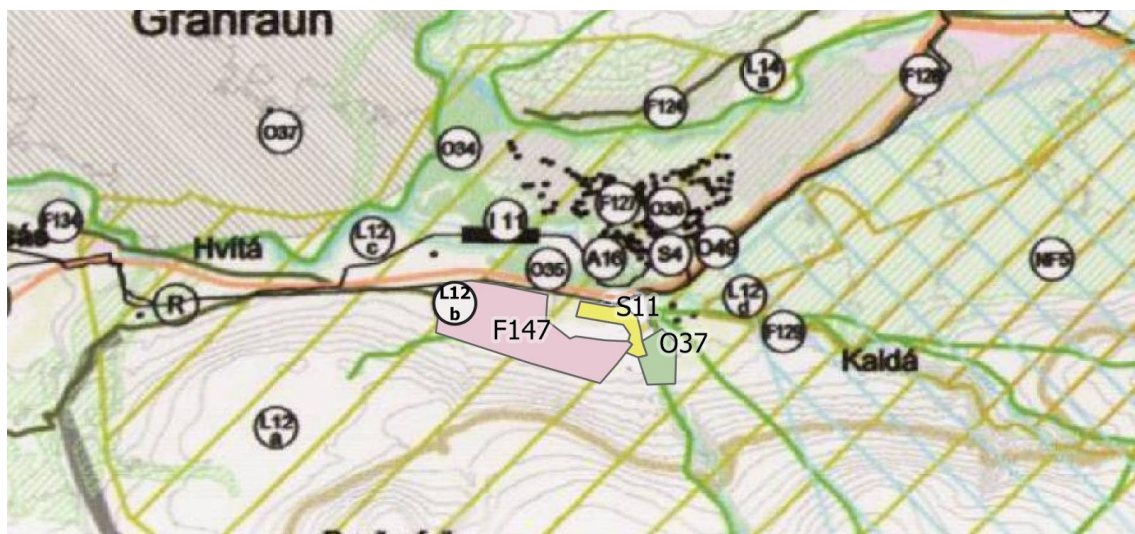 Gráhraun
L14
a
F128
F126
O37
O34
F127
O36
F134
Hvítá
L12
c
I 11
A16
S4
O49
O35
NF5
R
L12
b
S11
L12
d
F147
O37
F129
Kaldá
L12
a